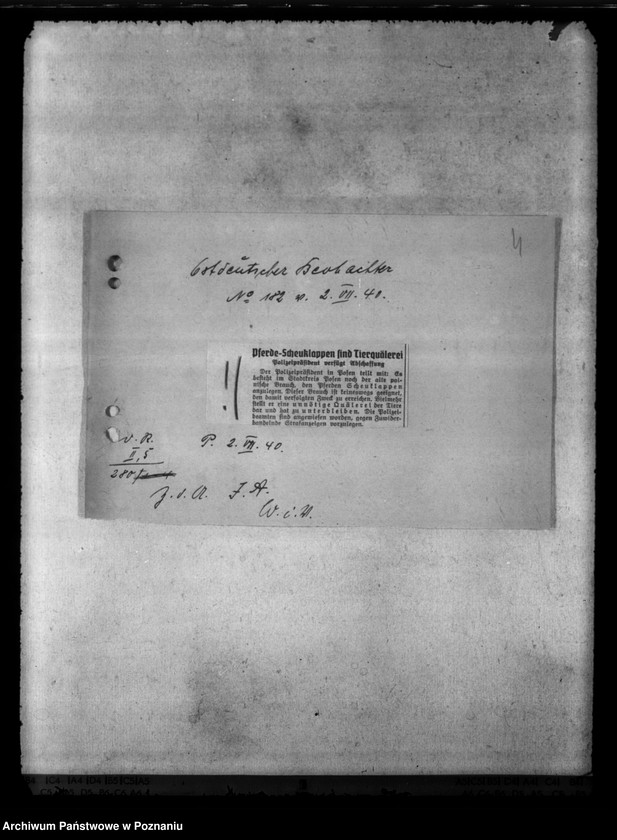 4
Ostdeutscher Beobachter
No 182 v. 2. VII. 40.
Pferde-Scheuklappen sind Tierquälerei
Polizeipräsident verfügt Abschaffung
Der Polizeipräsident in Posen teilt mit: Es
besteht im Stadtkreis Posen noch der alte pol-
nische Brauch, den Pferden Scheuklappen
anzulegen. Dieser Brauch ist keineswegs geeignet,
den damit verfolgten Zweck zu erreichen. Vielmehr
stellt er eine unnötige Quälerei der Tiere
dar und hat zu unterbleiben. Die Polizei-
beamten sind angewiesen worden, gegen Zuwider-
handelnde Strafanzeigen vorzulegen.
v. R.
II, 5
280
P. 2. VII. 40.
Z. d. A. J. A.
Archiwum Państwowe w Poznaniu